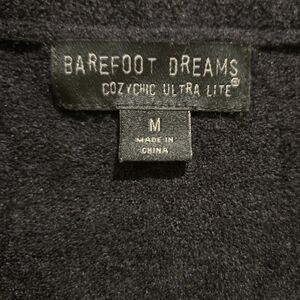 BAREFOOT DREAMS
COZYCHIC ULTRA LITE®
M
MADE IN
CHINA